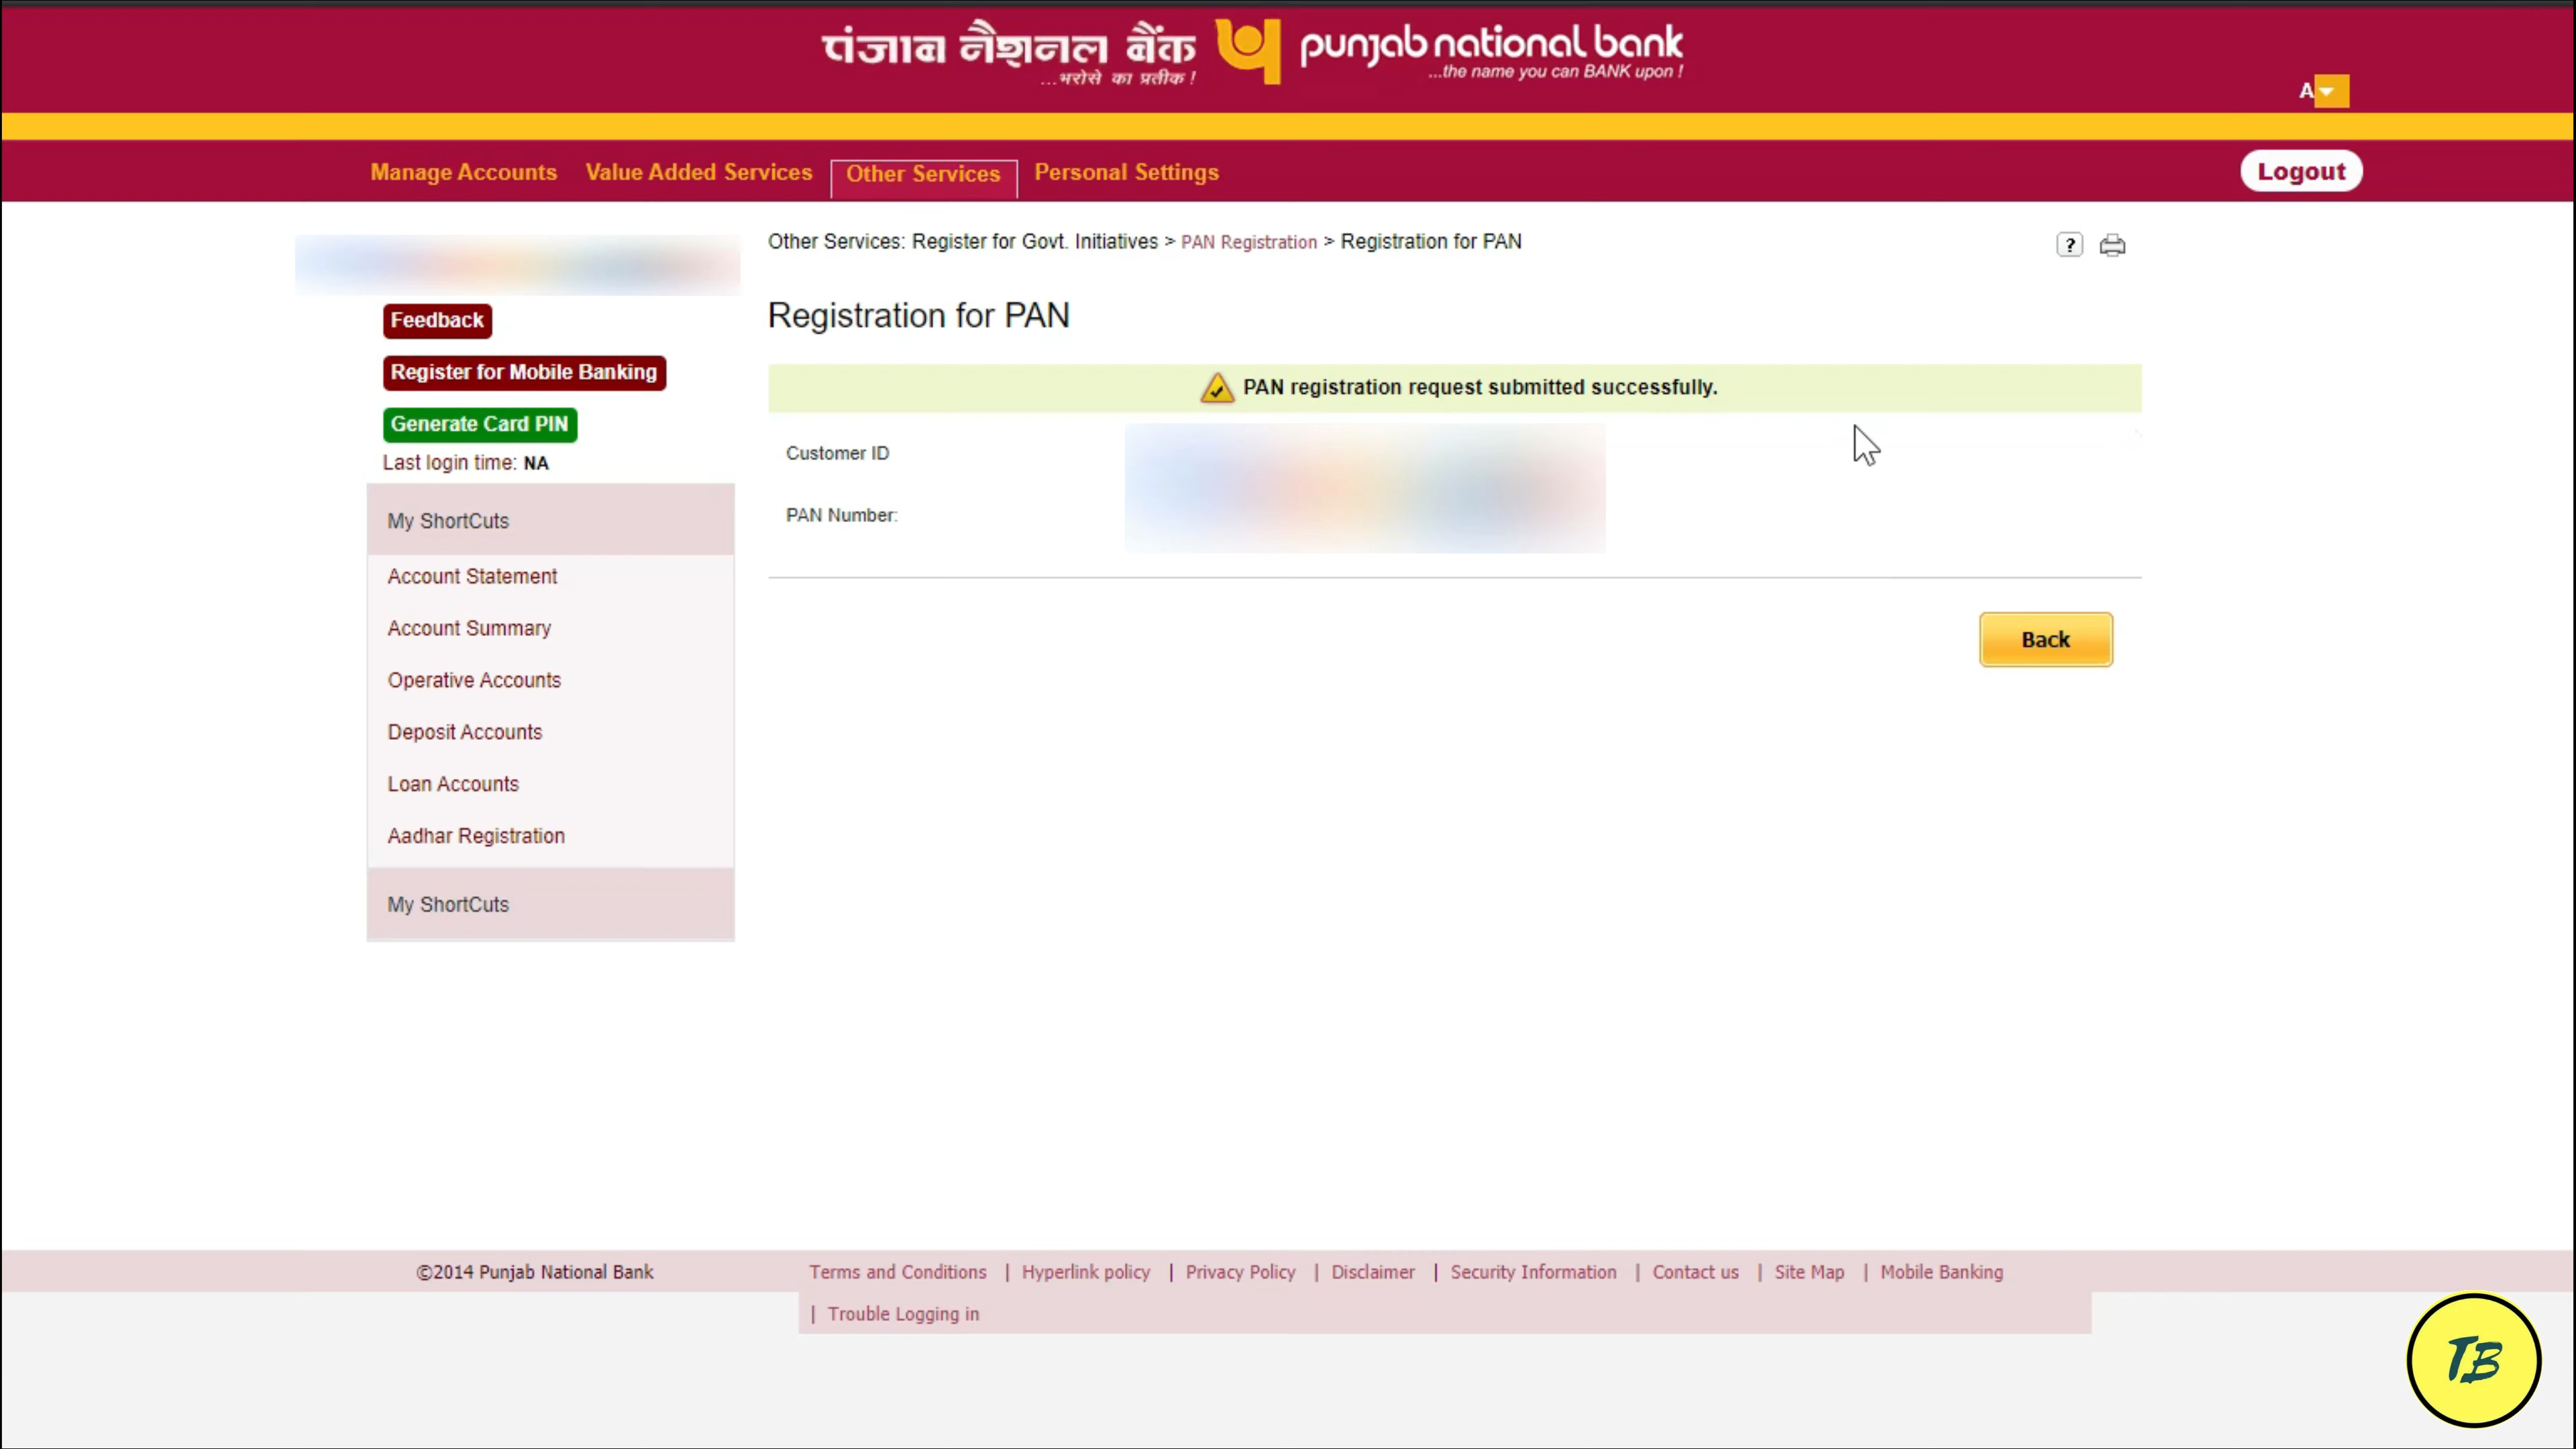 पंजाब नैशनल बैंक punjab national bank
...भरोसे का प्रतीक ! ...the name you can BANK upon !
A
Manage Accounts Value Added Services Other Services Personal Settings Logout
Other Services: Register for Govt. Initiatives > PAN Registration > Registration for PAN
?
Registration for PAN
Feedback
Register for Mobile Banking
Generate Card PIN
Last login time: NA
PAN registration request submitted successfully.
Customer ID
PAN Number:
Back
My ShortCuts
Account Statement
Account Summary
Operative Accounts
Deposit Accounts
Loan Accounts
Aadhar Registration
My ShortCuts
©2014 Punjab National Bank
Terms and Conditions | Hyperlink policy | Privacy Policy | Disclaimer | Security Information | Contact us | Site Map | Mobile Banking
| Trouble Logging in
TB